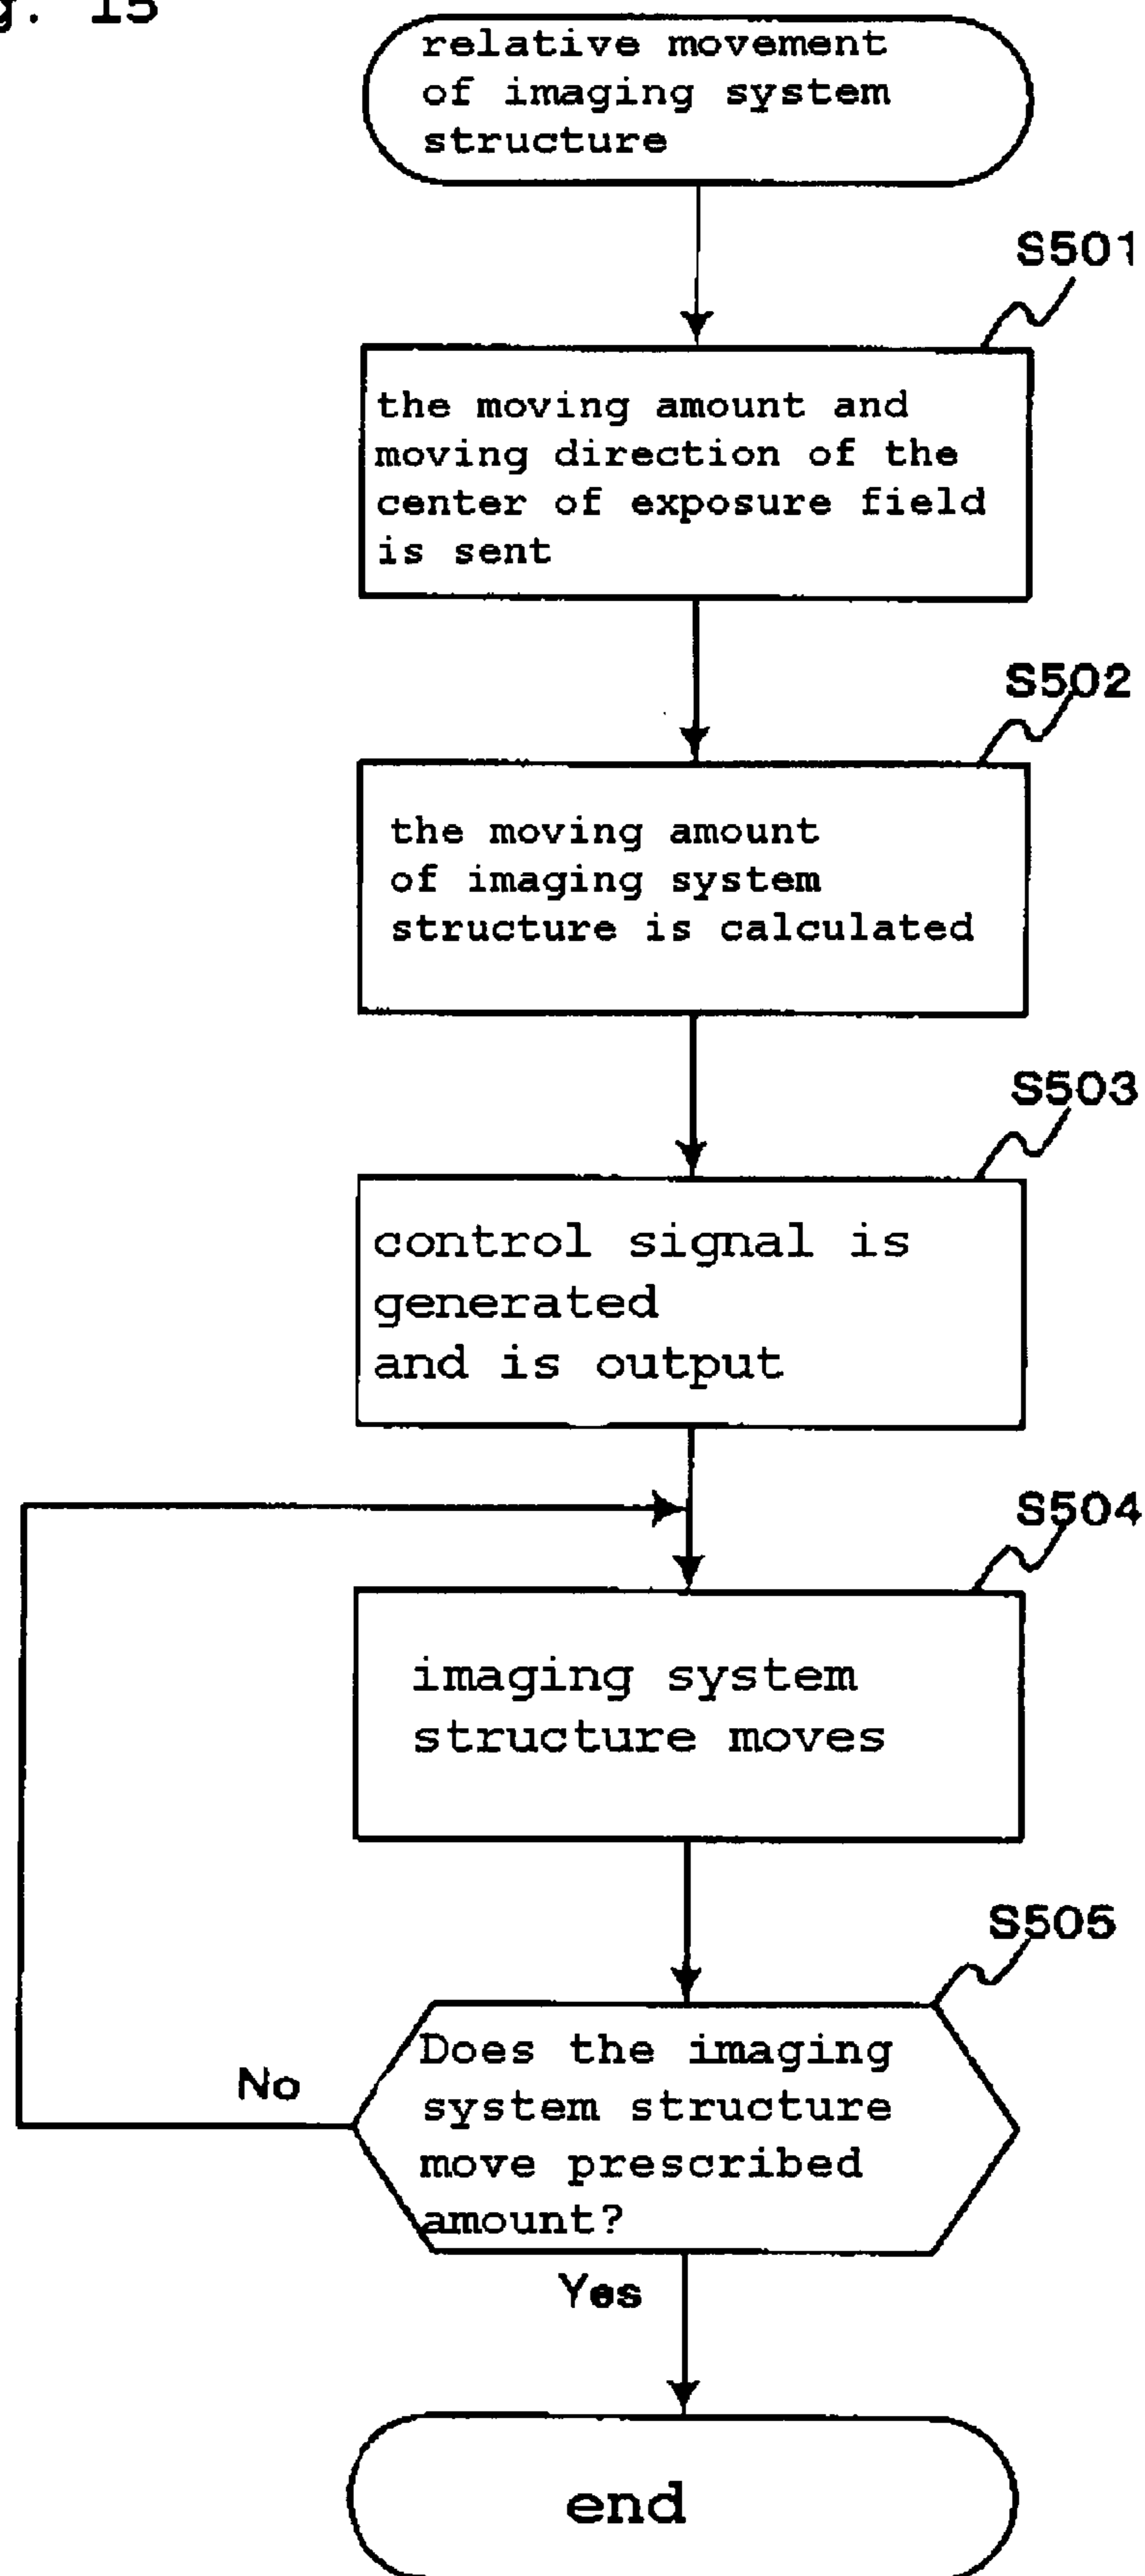 g. 15
relative movement
of imaging system
structure
S501
the moving amount and
moving direction of the
center of exposure field
is sent
S502
the moving amount
of imaging system
structure is calculated
S503
control signal is
generated
and is output
S504
imaging system
structure moves
S505
Does the imaging
system structure
move prescribed
amount?
No
Yes
end